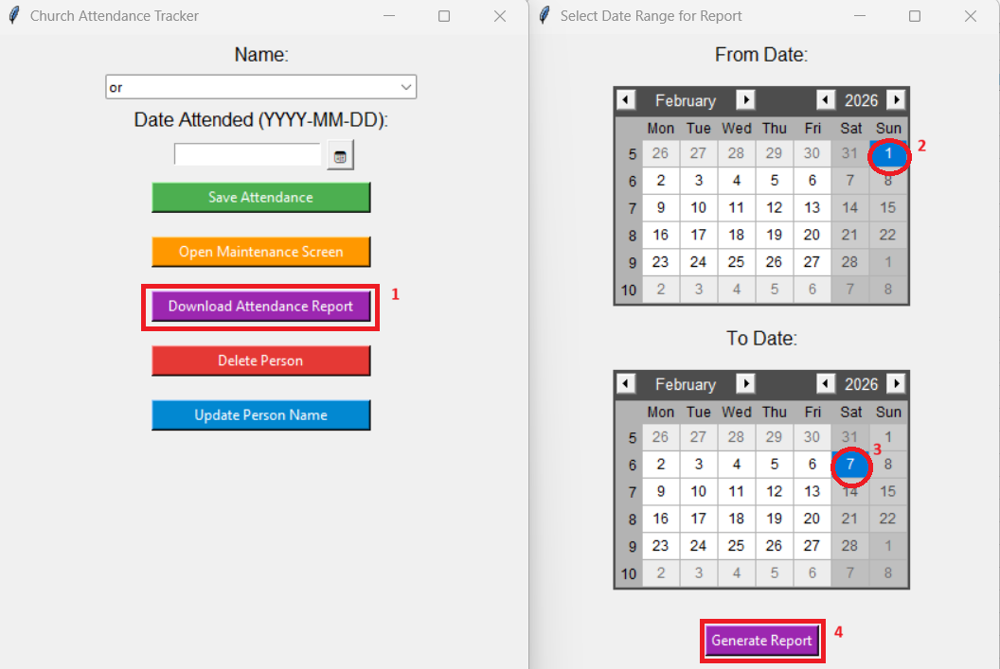 Church Attendance Tracker
Name:
or
Date Attended (YYYY-MM-DD):
Save Attendance
Open Maintenance Screen
Download Attendance Report 1
Delete Person
Update Person Name
Select Date Range for Report
From Date:
February 2026
Mon Tue Wed Thu Fri Sat Sun
5 26 27 28 29 30 31 1 2
6 2 3 4 5 6 7 8
7 9 10 11 12 13 14 15
8 16 17 18 19 20 21 22
9 23 24 25 26 27 28 1
10 2 3 4 5 6 7 8
To Date:
February 2026
Mon Tue Wed Thu Fri Sat Sun
5 26 27 28 29 30 31 1
6 2 3 4 5 6 7 3 8
7 9 10 11 12 13 14 15
8 16 17 18 19 20 21 22
9 23 24 25 26 27 28 1
10 2 3 4 5 6 7 8
Generate Report 4